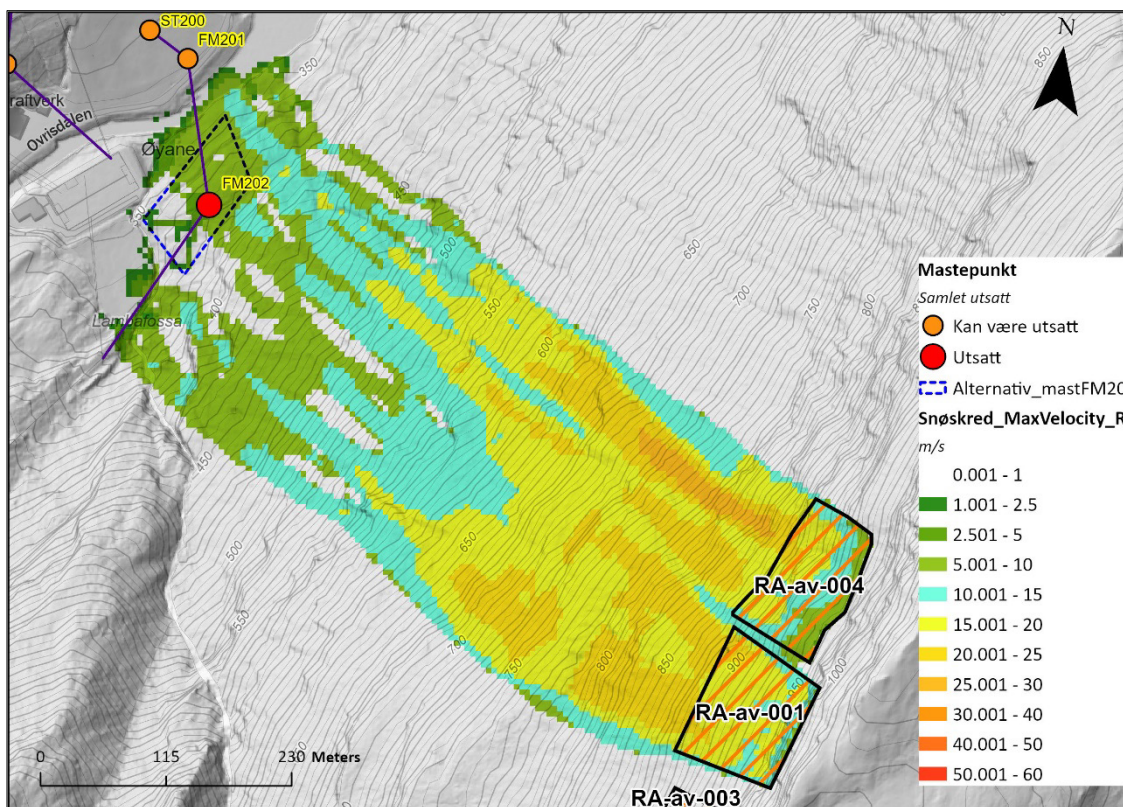 ST200
FM201
N
raftverk
Ovrisdalen
Øyane
FM202
Lambafossa
350
850
450
500
550
600
650
700
750
800
450
500
550
650
700
750
800
850
900
950
1000
RA-av-004
RA-av-001
RA-av-003
0 115 230 Meters
Mastepunkt
Samlet utsatt
Kan være utsatt
Utsatt
Alternativ_mastFM20
Snøskred_MaxVelocity_R
m/s
0.001 - 1
1.001 - 2.5
2.501 - 5
5.001 - 10
10.001 - 15
15.001 - 20
20.001 - 25
25.001 - 30
30.001 - 40
40.001 - 50
50.001 - 60